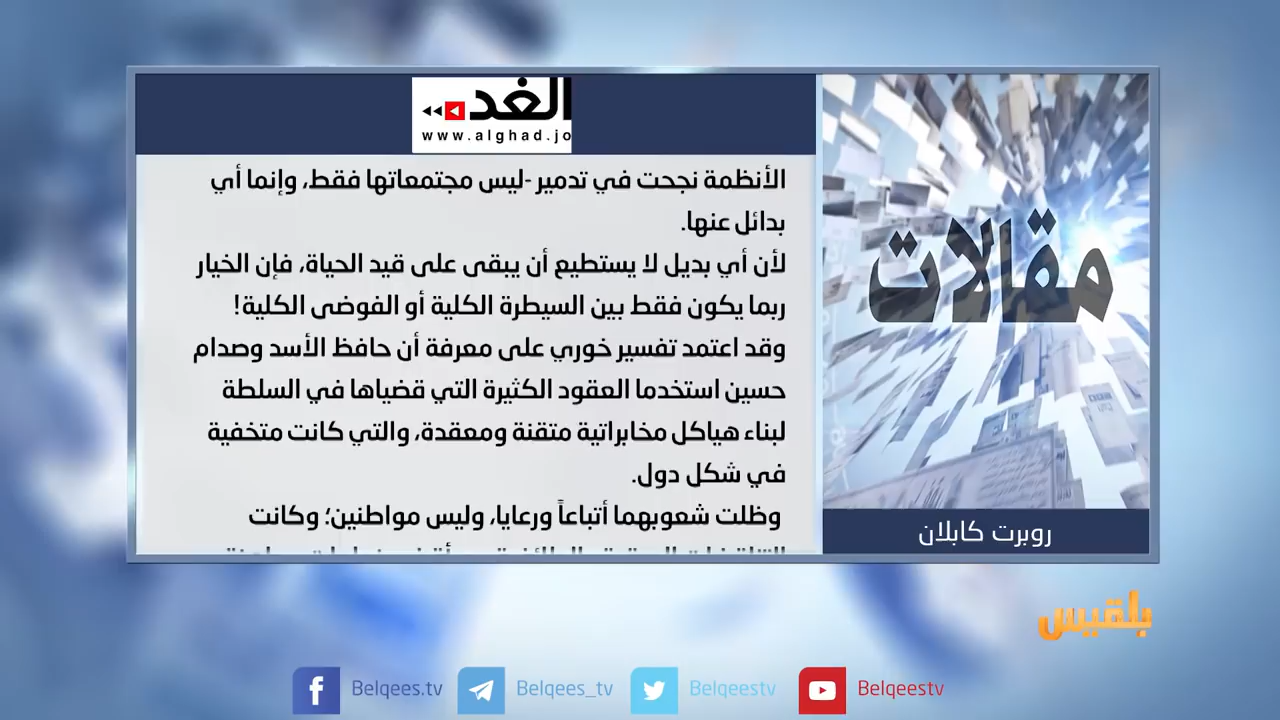 الغد
www.alghad.jo
الأنظمة نجحت في تدمير -ليس مجتمعاتها فقط، وإنما أي
بدائل عنها.
لأن أي بديل لا يستطيع أن يبقى على قيد الحياة، فإن الخيار
ربما يكون فقط بين السيطرة الكلية أو الفوضى الكلية!
وقد اعتمد تفسير خوري على معرفة أن حافظ الأسد وصدام
حسين استخدما العقود الكثيرة التي قضياها في السلطة
لبناء هياكل مخابراتية متقنة ومعقدة، والتي كانت متخفية
في شكل دول.
وظلت شعوبهما أتباعاً ورعايا، وليس مواطنين؛ وكانت
مقالات
روبرت كابلان
بلقيس
Belqees.tv
Belqees_tv
Belqeestv
Belqeestv